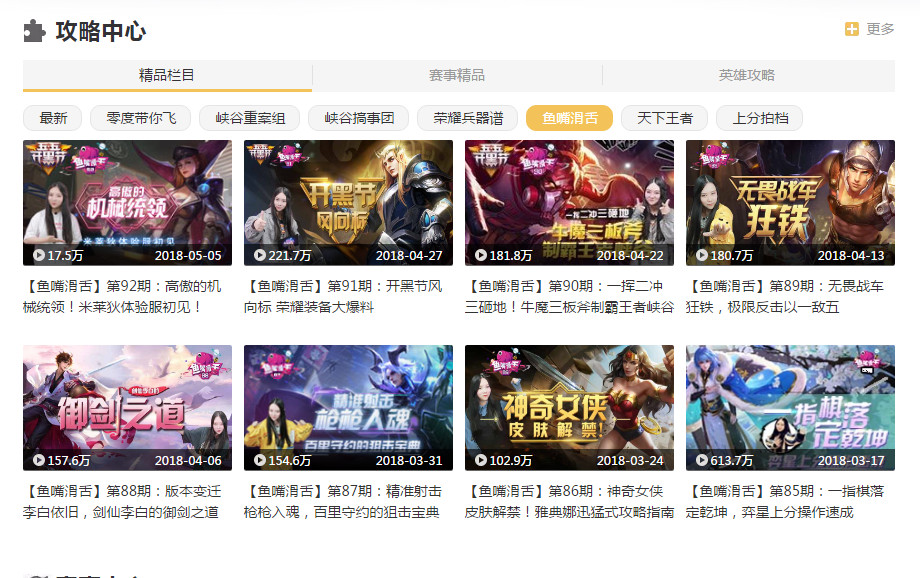 攻略中心
更多
精品栏目
赛事精品
英雄攻略
最新
零度带你飞
峡谷重案组
峡谷搞事团
荣耀兵器谱
鱼嘴滑舌
天下王者
上分拍档
五五开黑节
高傲的
机械统领
米莱狄体验服初见
17.5万
2018-05-05
开黑节
风向标
221.7万
2018-04-27
一挥二冲三砸地
牛魔三板斧
181.8万
2018-04-22
无畏战车
狂铁
180.7万
2018-04-13
【鱼嘴滑舌】第92期：高傲的机
械统领！米莱狄体验服初见！
【鱼嘴滑舌】第91期：开黑节风
向标 荣耀装备大爆料
【鱼嘴滑舌】第90期：一挥二冲
三砸地！牛魔三板斧制霸王者峡谷
【鱼嘴滑舌】第89期：无畏战车
狂铁，极限反击以一敌五
御剑之道
157.6万
2018-04-06
精准射击
枪枪入魂
百里守约的狙击宝典
154.6万
2018-03-31
神奇女侠
皮肤解禁!
102.9万
2018-03-24
一指棋落
定乾坤
613.7万
2018-03-17
【鱼嘴滑舌】第88期：版本变迁
李白依旧，剑仙李白的御剑之道
【鱼嘴滑舌】第87期：精准射击
枪枪入魂，百里守约的狙击宝典
【鱼嘴滑舌】第86期：神奇女侠
皮肤解禁！雅典娜迅猛式攻略指南
【鱼嘴滑舌】第85期：一指棋落
定乾坤，弈星上分操作速成